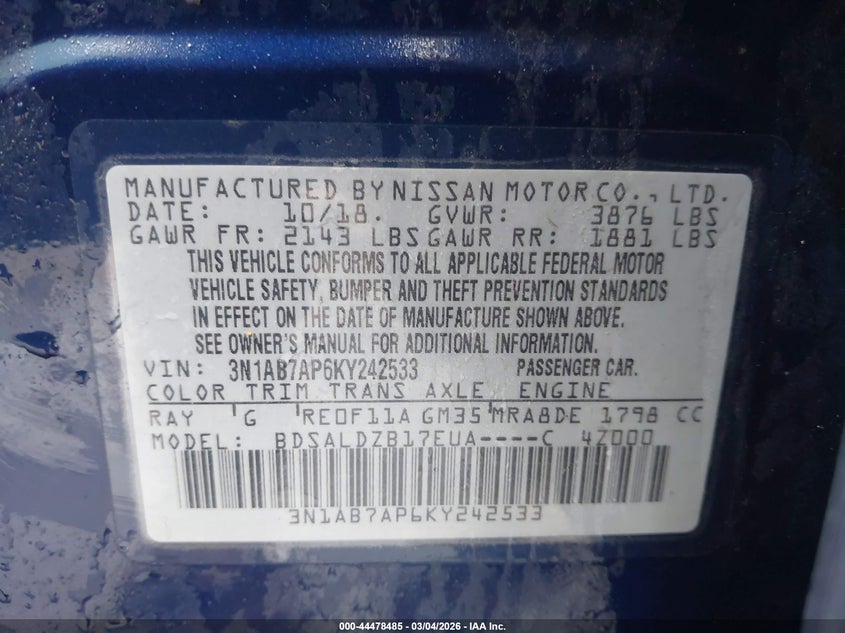 MANUFACTURED BY NISSAN MOTOR CO., LTD.
DATE: 10/18. GVWR: 3876 LBS
GAWR FR: 2143 LBS GAWR RR: 1881 LBS
THIS VEHICLE CONFORMS TO ALL APPLICABLE FEDERAL MOTOR
VEHICLE SAFETY, BUMPER AND THEFT PREVENTION STANDARDS
IN EFFECT ON THE DATE OF MANUFACTURE SHOWN ABOVE.
SEE OWNER'S MANUAL FOR ADDITIONAL INFORMATION.
VIN: 3N1AB7AP6KY242533 PASSENGER CAR.
COLOR TRIM TRANS AXLE ENGINE
RAY 'G 'RE0F11A GM35'MRA8DE 1798 CC
MODEL: BDSALDZB17EUA----C 4Z000
3N1AB7AP6KY242533
000-44478485 | 03/04/2026 | IAA Inc.